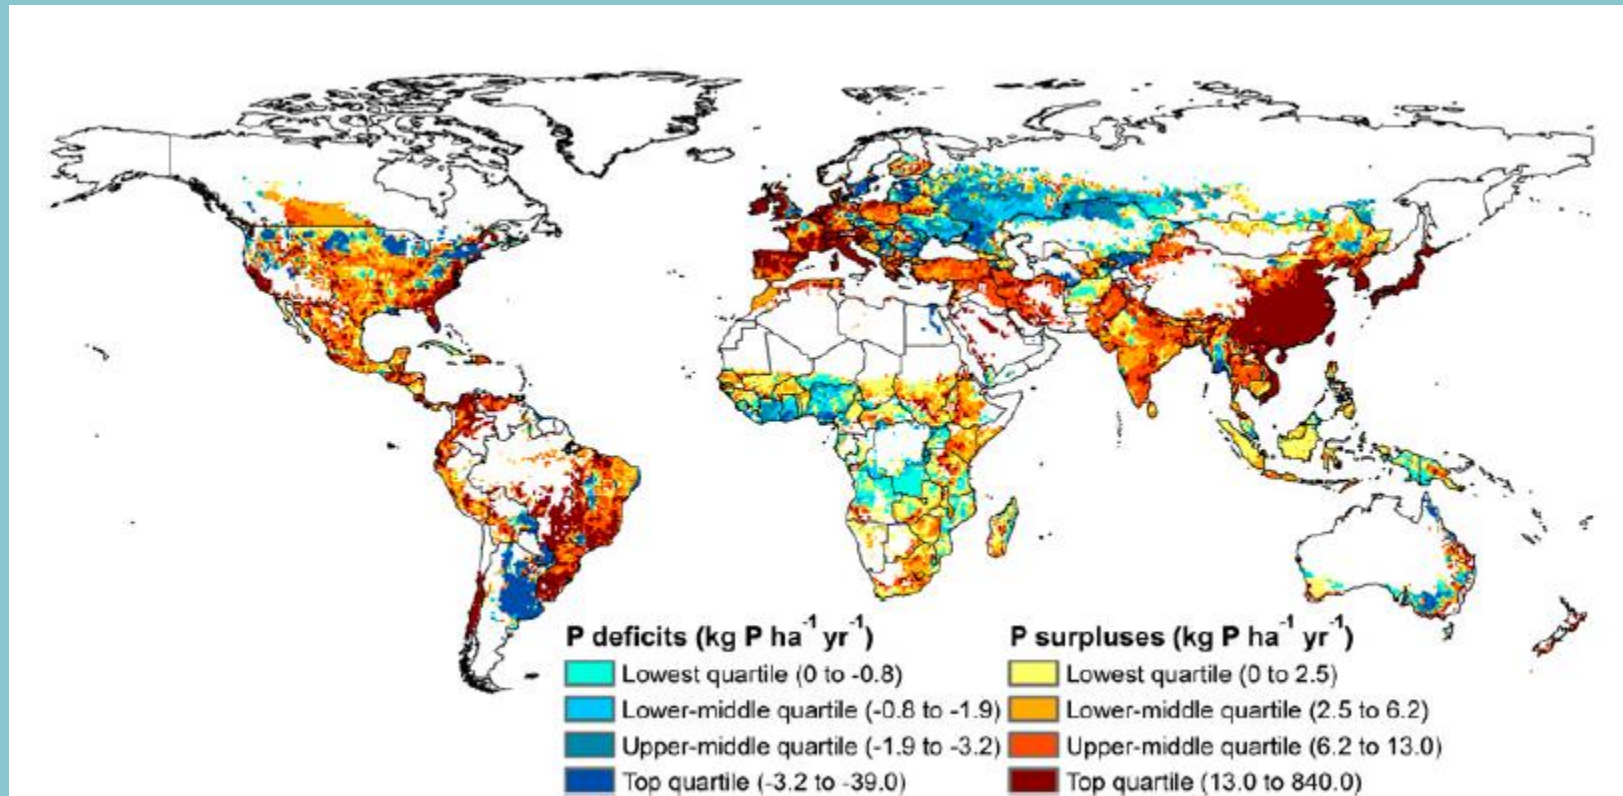 P deficits (kg P ha⁻¹ yr⁻¹)
Lowest quartile (0 to -0.8)
Lower-middle quartile (-0.8 to -1.9)
Upper-middle quartile (-1.9 to -3.2)
Top quartile (-3.2 to -39.0)
P surpluses (kg P ha⁻¹ yr⁻¹)
Lowest quartile (0 to 2.5)
Lower-middle quartile (2.5 to 6.2)
Upper-middle quartile (6.2 to 13.0)
Top quartile (13.0 to 840.0)